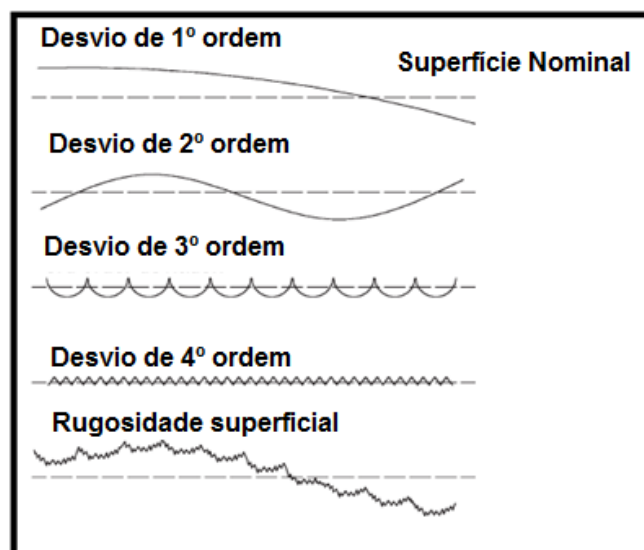 Desvio de 1º ordem
Superfície Nominal
Desvio de 2º ordem
Desvio de 3º ordem
Desvio de 4º ordem
Rugosidade superficial